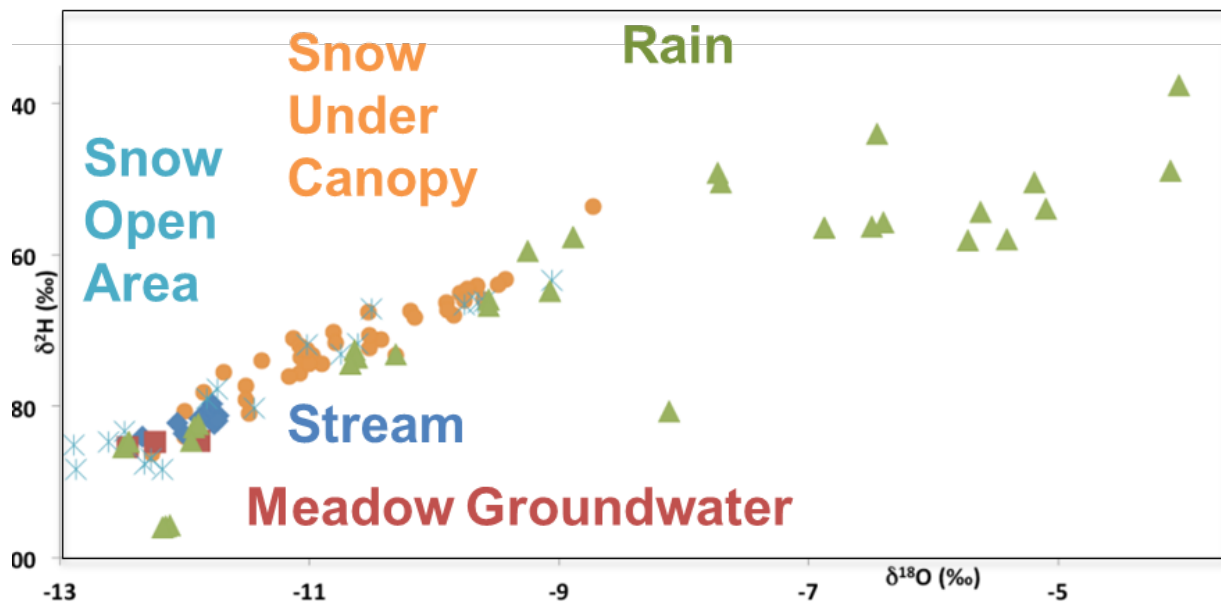 Rain
Snow
Under
Canopy
Snow
Open
Area
Stream
Meadow Groundwater
40
60
80
00
δ²H (‰)
-13
-11
-9
-7
-5
δ¹⁸O (‰)